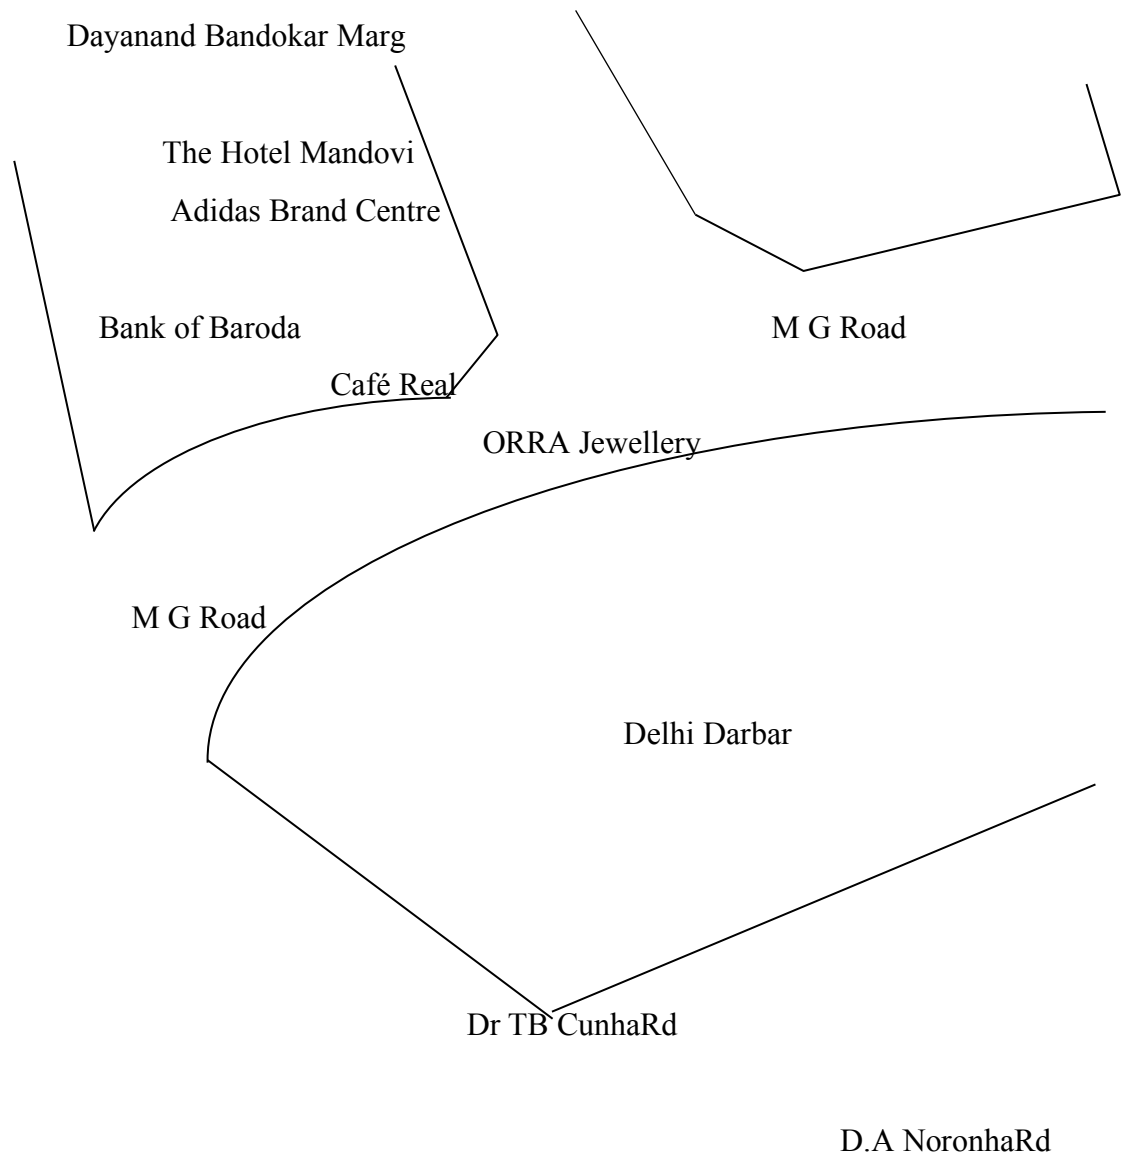 Dayanand Bandokar Marg
The Hotel Mandovi
Adidas Brand Centre
Bank of Baroda
M G Road
Café Real
ORRA Jewellery
M G Road
Delhi Darbar
Dr TB CunhaRd
D.A NoronhaRd